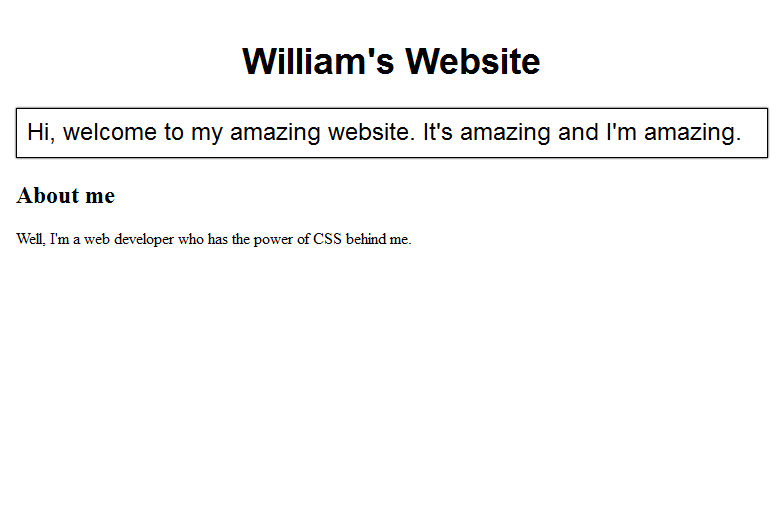 William's Website
Hi, welcome to my amazing website. It's amazing and I'm amazing.
About me
Well, I'm a web developer who has the power of CSS behind me.